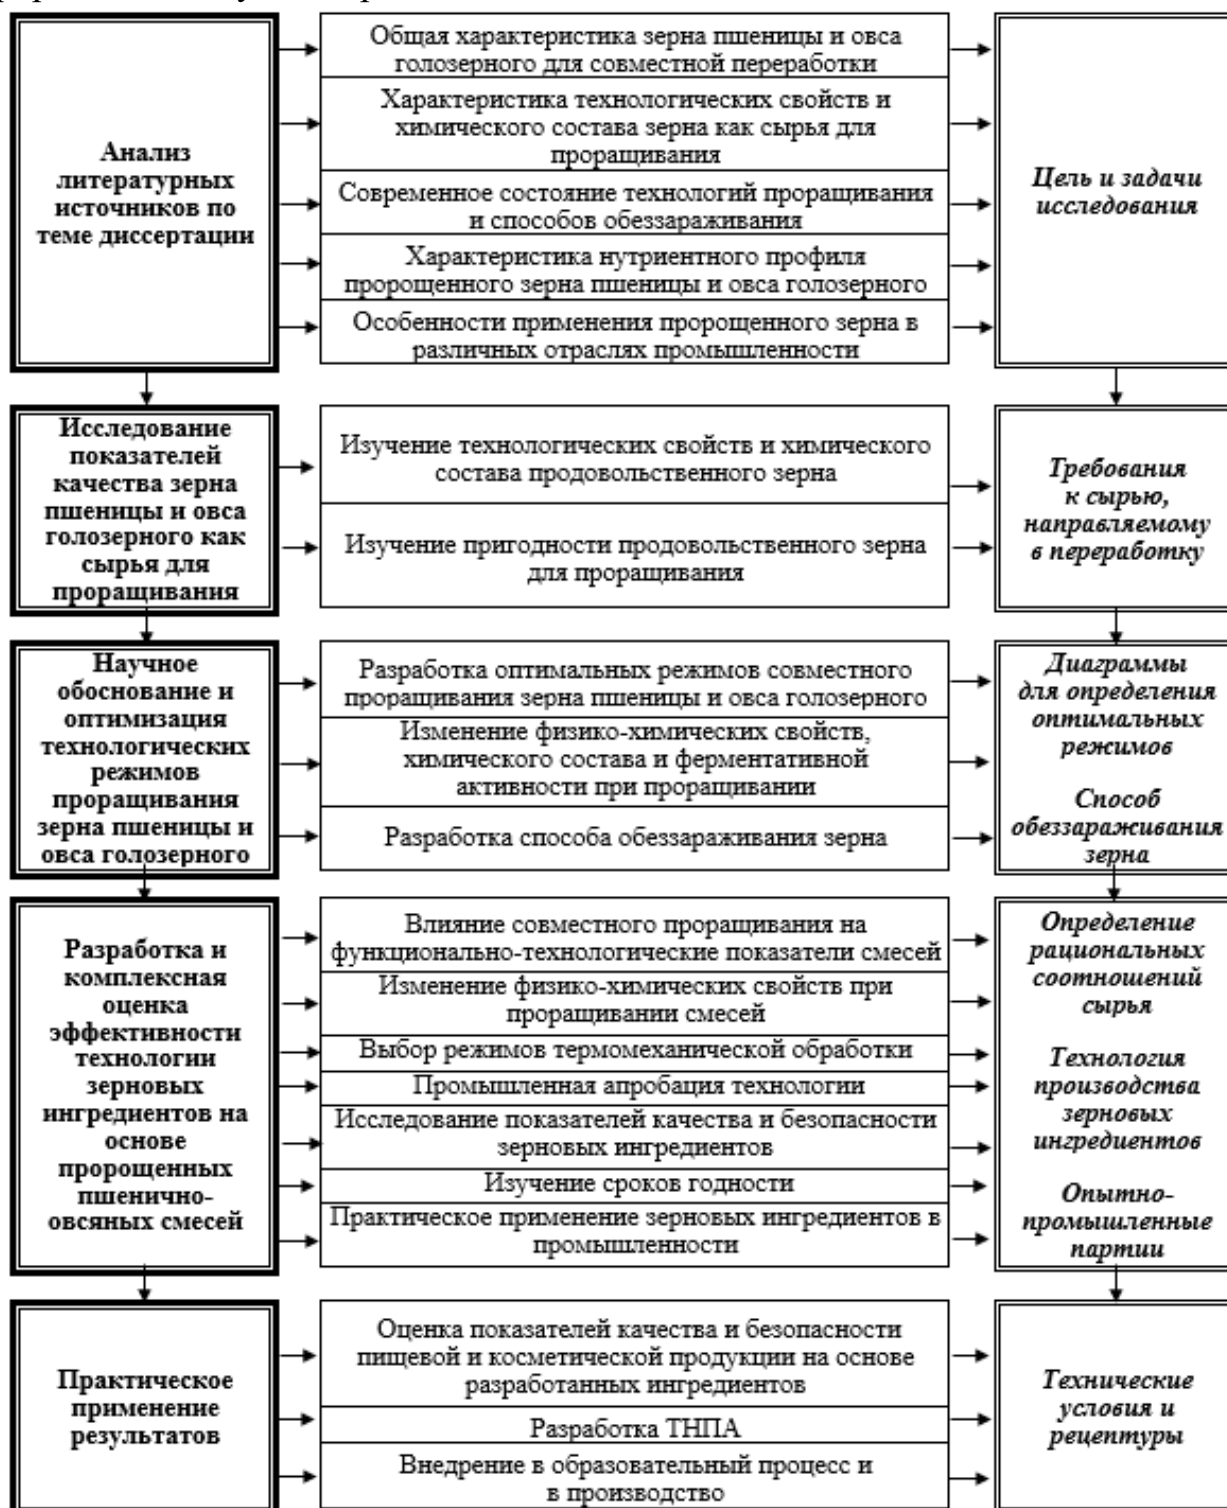 Анализ
литературных
источников по
теме диссертации
Общая характеристика зерна пшеницы и овса
голозерного для совместной переработки
Характеристика технологических свойств и
химического состава зерна как сырья для
проращивания
Современное состояние технологий проращивания
и способов обеззараживания
Характеристика нутриентного профиля
пророщенного зерна пшеницы и овса голозерного
Особенности применения пророщенного зерна в
различных отраслях промышленности
Цель и задачи
исследования
Исследование
показателей
качества зерна
пшеницы и овса
голозерного как
сырья для
проращивания
Изучение технологических свойств и химического
состава продовольственного зерна
Изучение пригодности продовольственного зерна
для проращивания
Требования
к сырью,
направляемому
в переработку
Научное
обоснование и
оптимизация
технологических
режимов
проращивания
зерна пшеницы и
овса голозерного
Разработка оптимальных режимов совместного
проращивания зерна пшеницы и овса голозерного
Изменение физико-химических свойств,
химического состава и ферментативной
активности при проращивании
Разработка способа обеззараживания зерна
Диаграммы
для определения
оптимальных
режимов
Способ
обеззараживания
зерна
Разработка и
комплексная
оценка
эффективности
технологии
зерновых
ингредиентов на
основе
пророщенных
пшенично-
овсяных смесей
Влияние совместного проращивания на
функционально-технологические показатели смесей
Изменение физико-химических свойств при
проращивании смесей
Выбор режимов термомеханической обработки
Промышленная апробация технологии
Исследование показателей качества и безопасности
зерновых ингредиентов
Изучение сроков годности
Практическое применение зерновых ингредиентов в
промышленности
Определение
рациональных
соотношений
сырья
Технология
производства
зерновых
ингредиентов
Опытно-
промышленные
партии
Практическое
применение
результатов
Оценка показателей качества и безопасности
пищевой и косметической продукции на основе
разработанных ингредиентов
Разработка ТНПА
Внедрение в образовательный процесс и
в производство
Технические
условия и
рецептуры